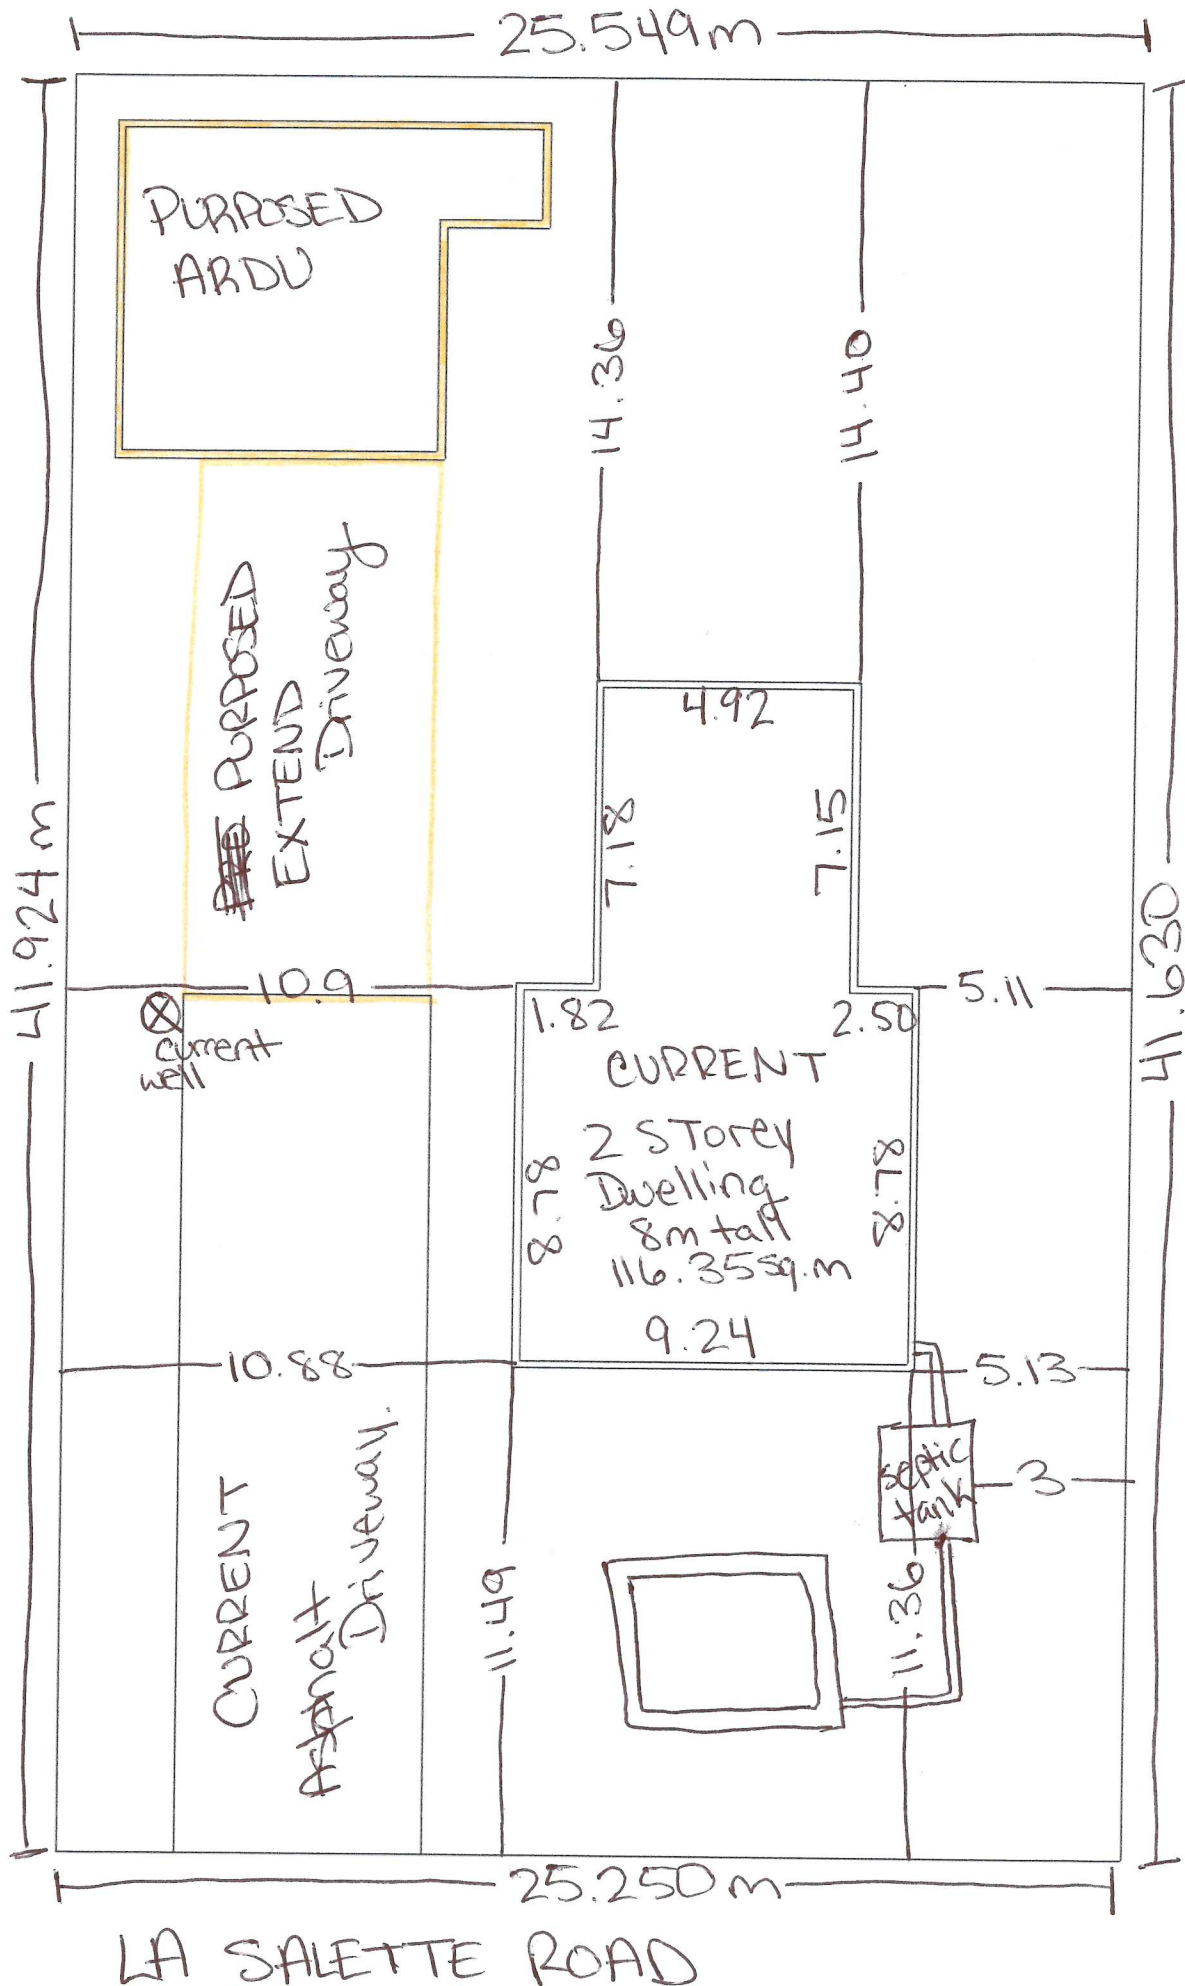 25.549m
PURPOSED
ARDU
14.36
14.40
PURPOSED
EXTEND
Driveway
4.92
7.18
7.15
41.924 m
41.630
10.9
5.11
1.82
2.50
current
well
CURRENT
2 STorey
Dwelling
8m tall
116.35sq.m
8.78
8.78
9.24
10.88
5.13
septic
tank
3
CURRENT
Asphalt
Driveway.
11.49
11.36
25.250m
LA SALETTE ROAD